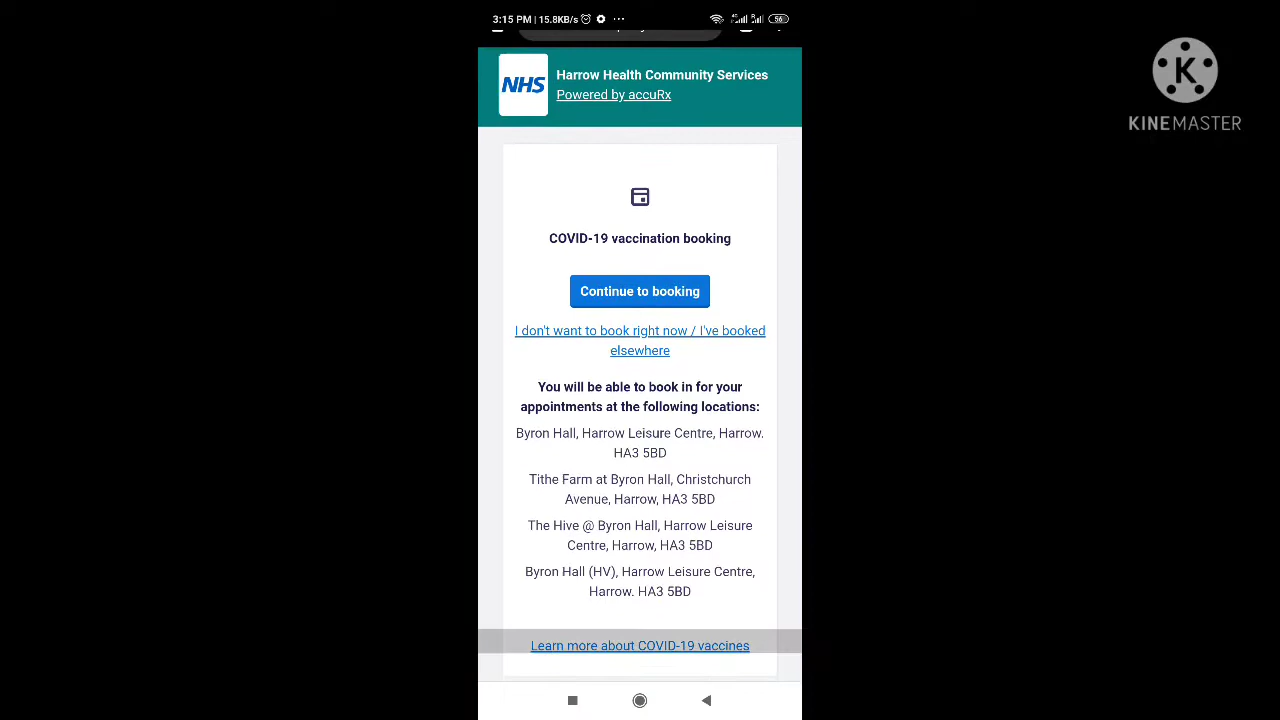 3:15 PM | 15.8KB/s
56
NHS
Harrow Health Community Services
Powered by accuRx
K
KINEMASTER
COVID-19 vaccination booking
Continue to booking
I don't want to book right now / I've booked
elsewhere
You will be able to book in for your
appointments at the following locations:
Byron Hall, Harrow Leisure Centre, Harrow.
HA3 5BD
Tithe Farm at Byron Hall, Christchurch
Avenue, Harrow, HA3 5BD
The Hive @ Byron Hall, Harrow Leisure
Centre, Harrow, HA3 5BD
Byron Hall (HV), Harrow Leisure Centre,
Harrow. HA3 5BD
Learn more about COVID-19 vaccines